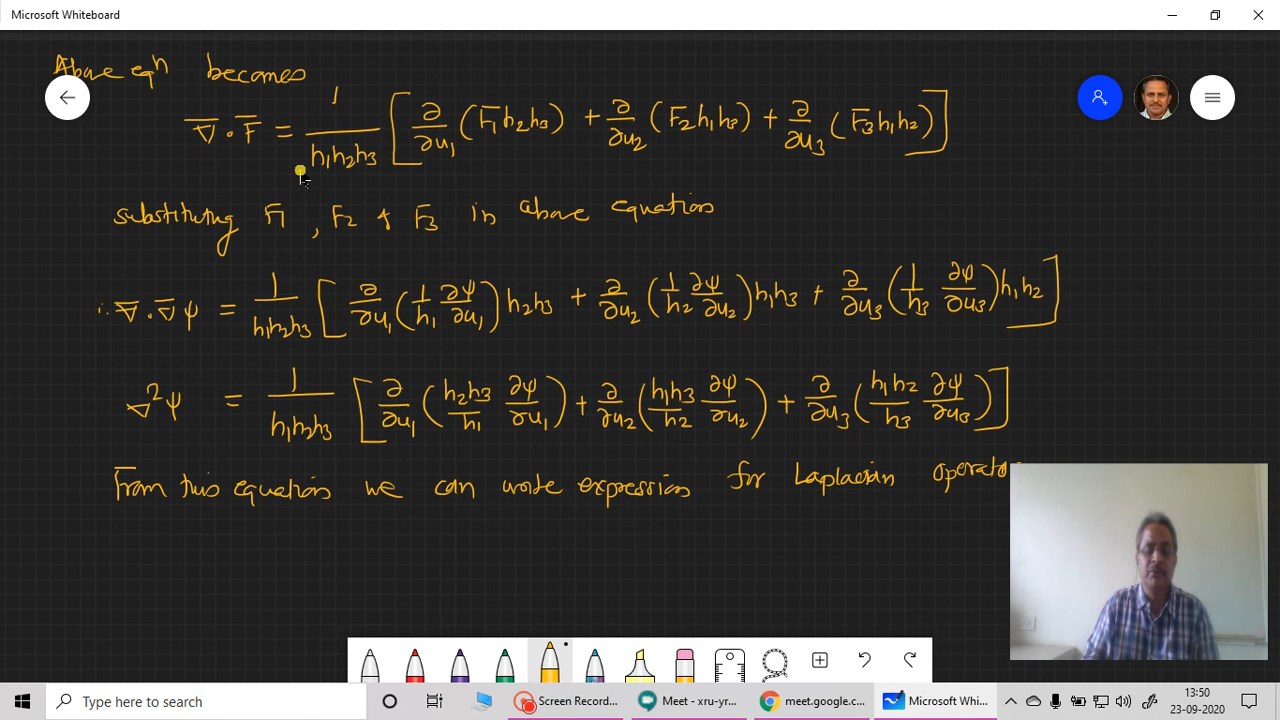 Microsoft Whiteboard
Above eqn becomes
∇̅ · F̅ = 1/(h1h2h3) [ ∂/∂u1 (F̅1h2h3) + ∂/∂u2 (F̅2h1h3) + ∂/∂u3 (F̅3h1h2) ]
substituting F1, F2 & F3 in above equation
∴ ∇̅ · ∇̅ψ = 1/(h1h2h3) [ ∂/∂u1 (1/h1 ∂ψ/∂u1) h2h3 + ∂/∂u2 (1/h2 ∂ψ/∂u2) h1h3 + ∂/∂u3 (1/h3 ∂ψ/∂u3) h1h2 ]
∇²ψ = 1/(h1h2h3) [ ∂/∂u1 (h2h3/h1 ∂ψ/∂u1) + ∂/∂u2 (h1h3/h2 ∂ψ/∂u2) + ∂/∂u3 (h1h2/h3 ∂ψ/∂u3) ]
From this equation we can write expression for Laplacian operato
Type here to search
Screen Record...
Meet - xru-yr...
meet.google.c...
Microsoft Whi...
13:50
23-09-2020